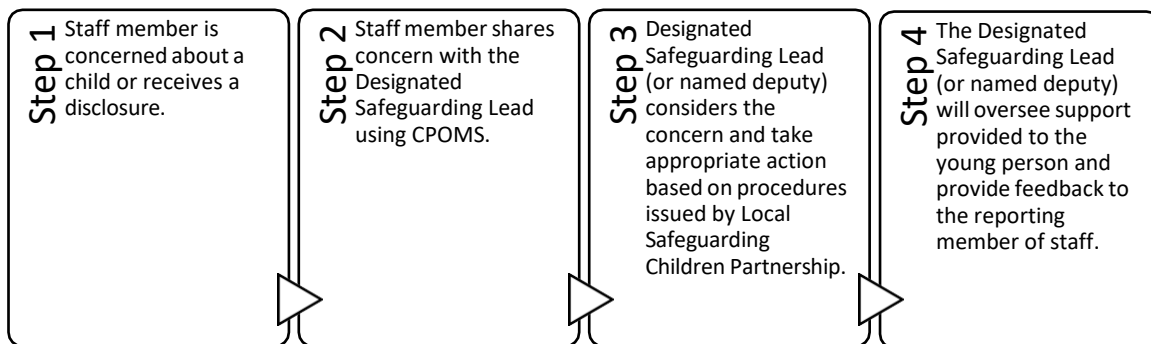 Step 1
Staff member is
concerned about a
child or receives a
disclosure.
Step 2
Staff member shares
concern with the
Designated
Safeguarding Lead
using CPOMS.
Step 3
Designated
Safeguarding Lead
(or named deputy)
considers the
concern and take
appropriate action
based on procedures
issued by Local
Safeguarding
Children Partnership.
Step 4
The Designated
Safeguarding Lead
(or named deputy)
will oversee support
provided to the
young person and
provide feedback to
the reporting
member of staff.